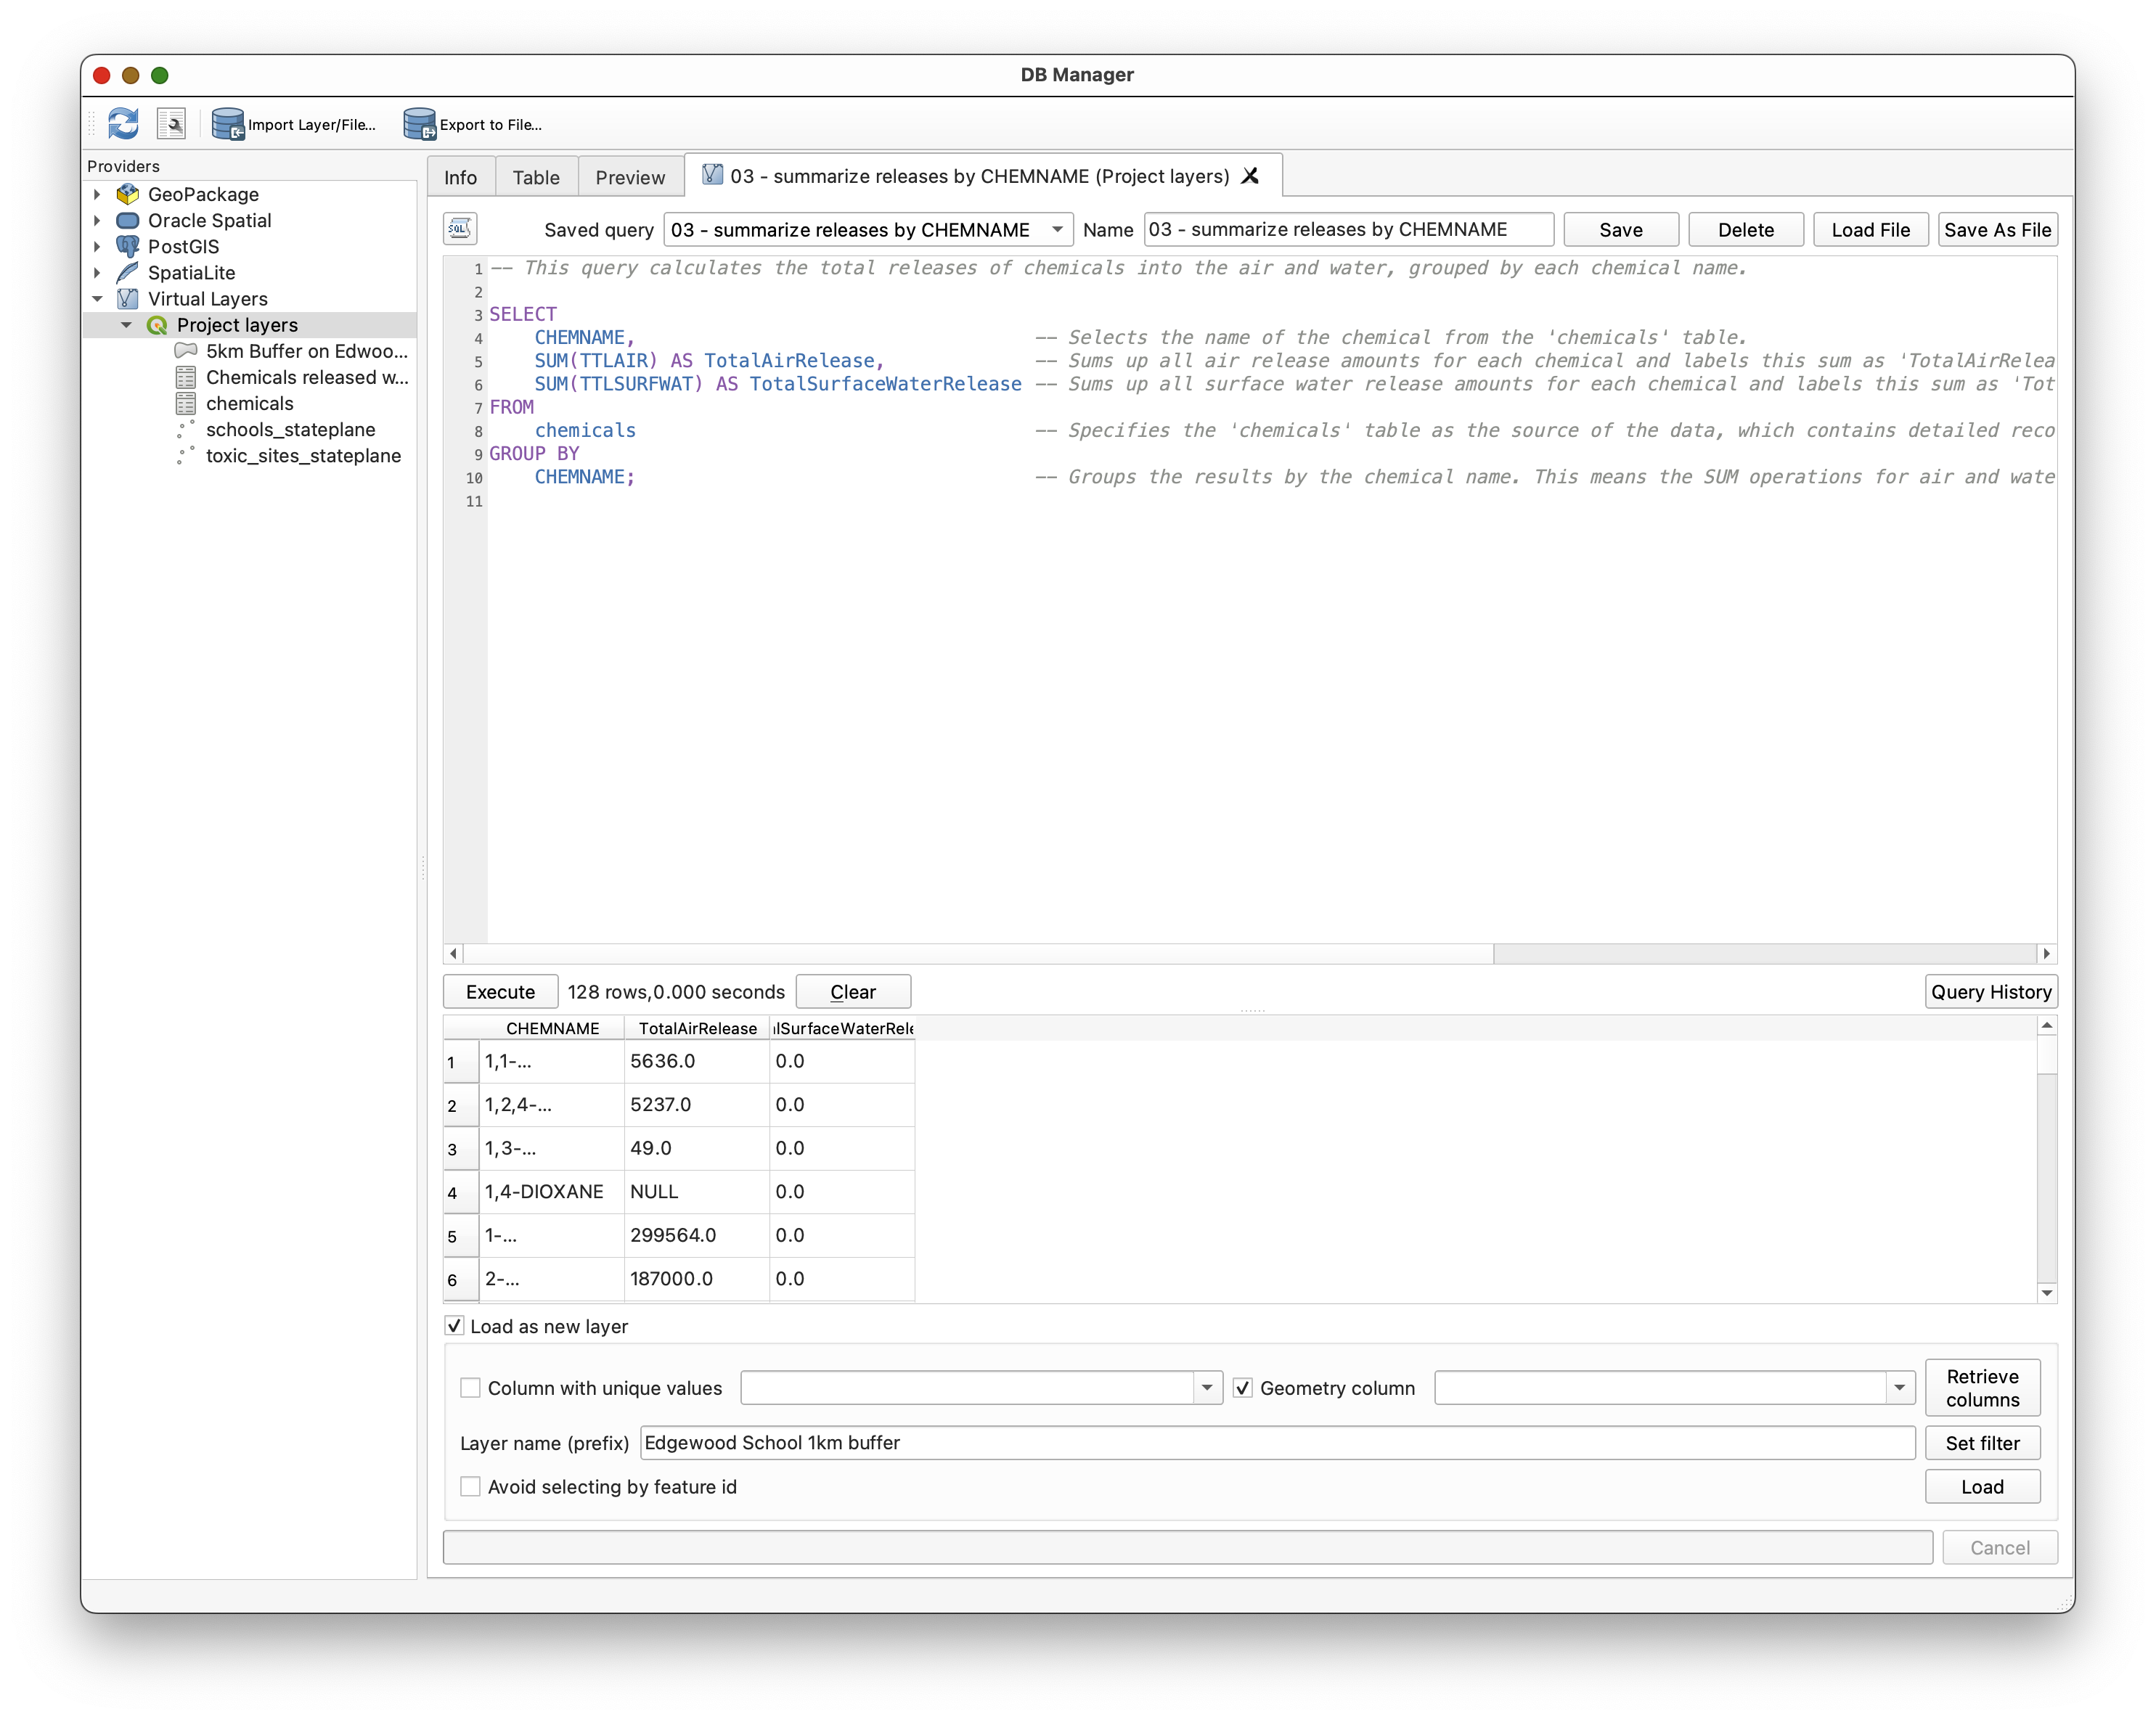 DB Manager
Import Layer/File...
Export to File...
Providers
GeoPackage
Oracle Spatial
PostGIS
SpatiaLite
Virtual Layers
Project layers
5km Buffer on Edwoo...
Chemicals released w...
chemicals
schools_stateplane
toxic_sites_stateplane
Info
Table
Preview
03 - summarize releases by CHEMNAME (Project layers)
SQL
Saved query
03 - summarize releases by CHEMNAME
Name
03 - summarize releases by CHEMNAME
Save
Delete
Load File
Save As File
1 -- This query calculates the total releases of chemicals into the air and water, grouped by each chemical name.
2
3 SELECT
4 CHEMNAME, -- Selects the name of the chemical from the 'chemicals' table.
5 SUM(TTLAIR) AS TotalAirRelease, -- Sums up all air release amounts for each chemical and labels this sum as 'TotalAirRelea
6 SUM(TTLSURFWAT) AS TotalSurfaceWaterRelease -- Sums up all surface water release amounts for each chemical and labels this sum as 'Tot
7 FROM
8 chemicals -- Specifies the 'chemicals' table as the source of the data, which contains detailed reco
9 GROUP BY
10 CHEMNAME; -- Groups the results by the chemical name. This means the SUM operations for air and wate
11
Execute
128 rows,0.000 seconds
Clear
Query History
CHEMNAME TotalAirRelease lSurfaceWaterRele
1 1,1-... 5636.0 0.0
2 1,2,4-... 5237.0 0.0
3 1,3-... 49.0 0.0
4 1,4-DIOXANE NULL 0.0
5 1-... 299564.0 0.0
6 2-... 187000.0 0.0
Load as new layer
Column with unique values
Geometry column
Retrieve
columns
Layer name (prefix)
Edgewood School 1km buffer
Set filter
Avoid selecting by feature id
Load
Cancel